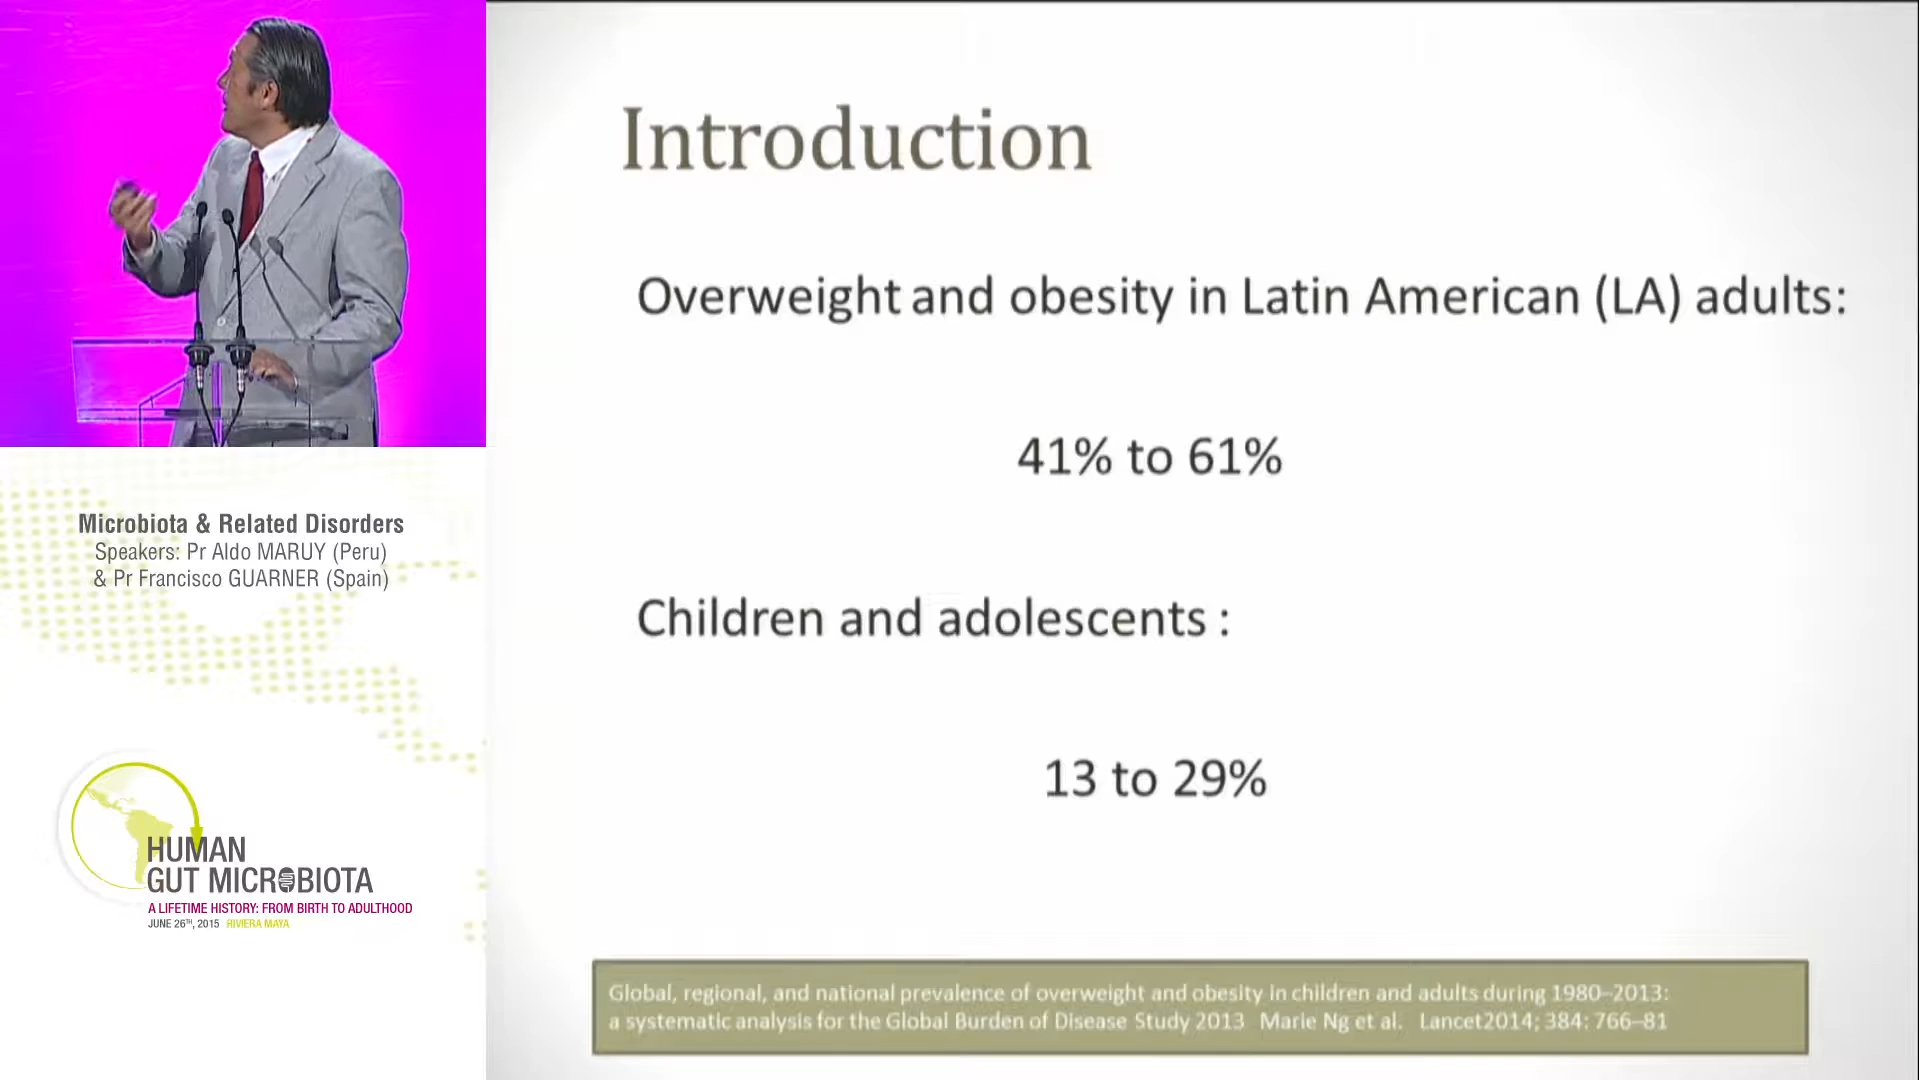 Introduction
Overweight and obesity in Latin American (LA) adults:
41% to 61%
Children and adolescents :
13 to 29%
Global, regional, and national prevalence of overweight and obesity in children and adults during 1980–2013:
a systematic analysis for the Global Burden of Disease Study 2013 Marie Ng et al. Lancet2014; 384: 766–81
Microbiota & Related Disorders
Speakers: Pr Aldo MARUY (Peru)
& Pr Francisco GUARNER (Spain)
HUMAN
GUT MICROBIOTA
A LIFETIME HISTORY: FROM BIRTH TO ADULTHOOD
JUNE 26TH, 2015 RIVIERA MAYA